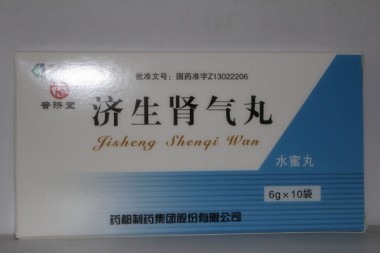 批准文号：国药准字Z13022206
普济堂
济生肾气丸
Jisheng Shenqi Wan
水蜜丸
6g×10袋
药都制药集团股份有限公司